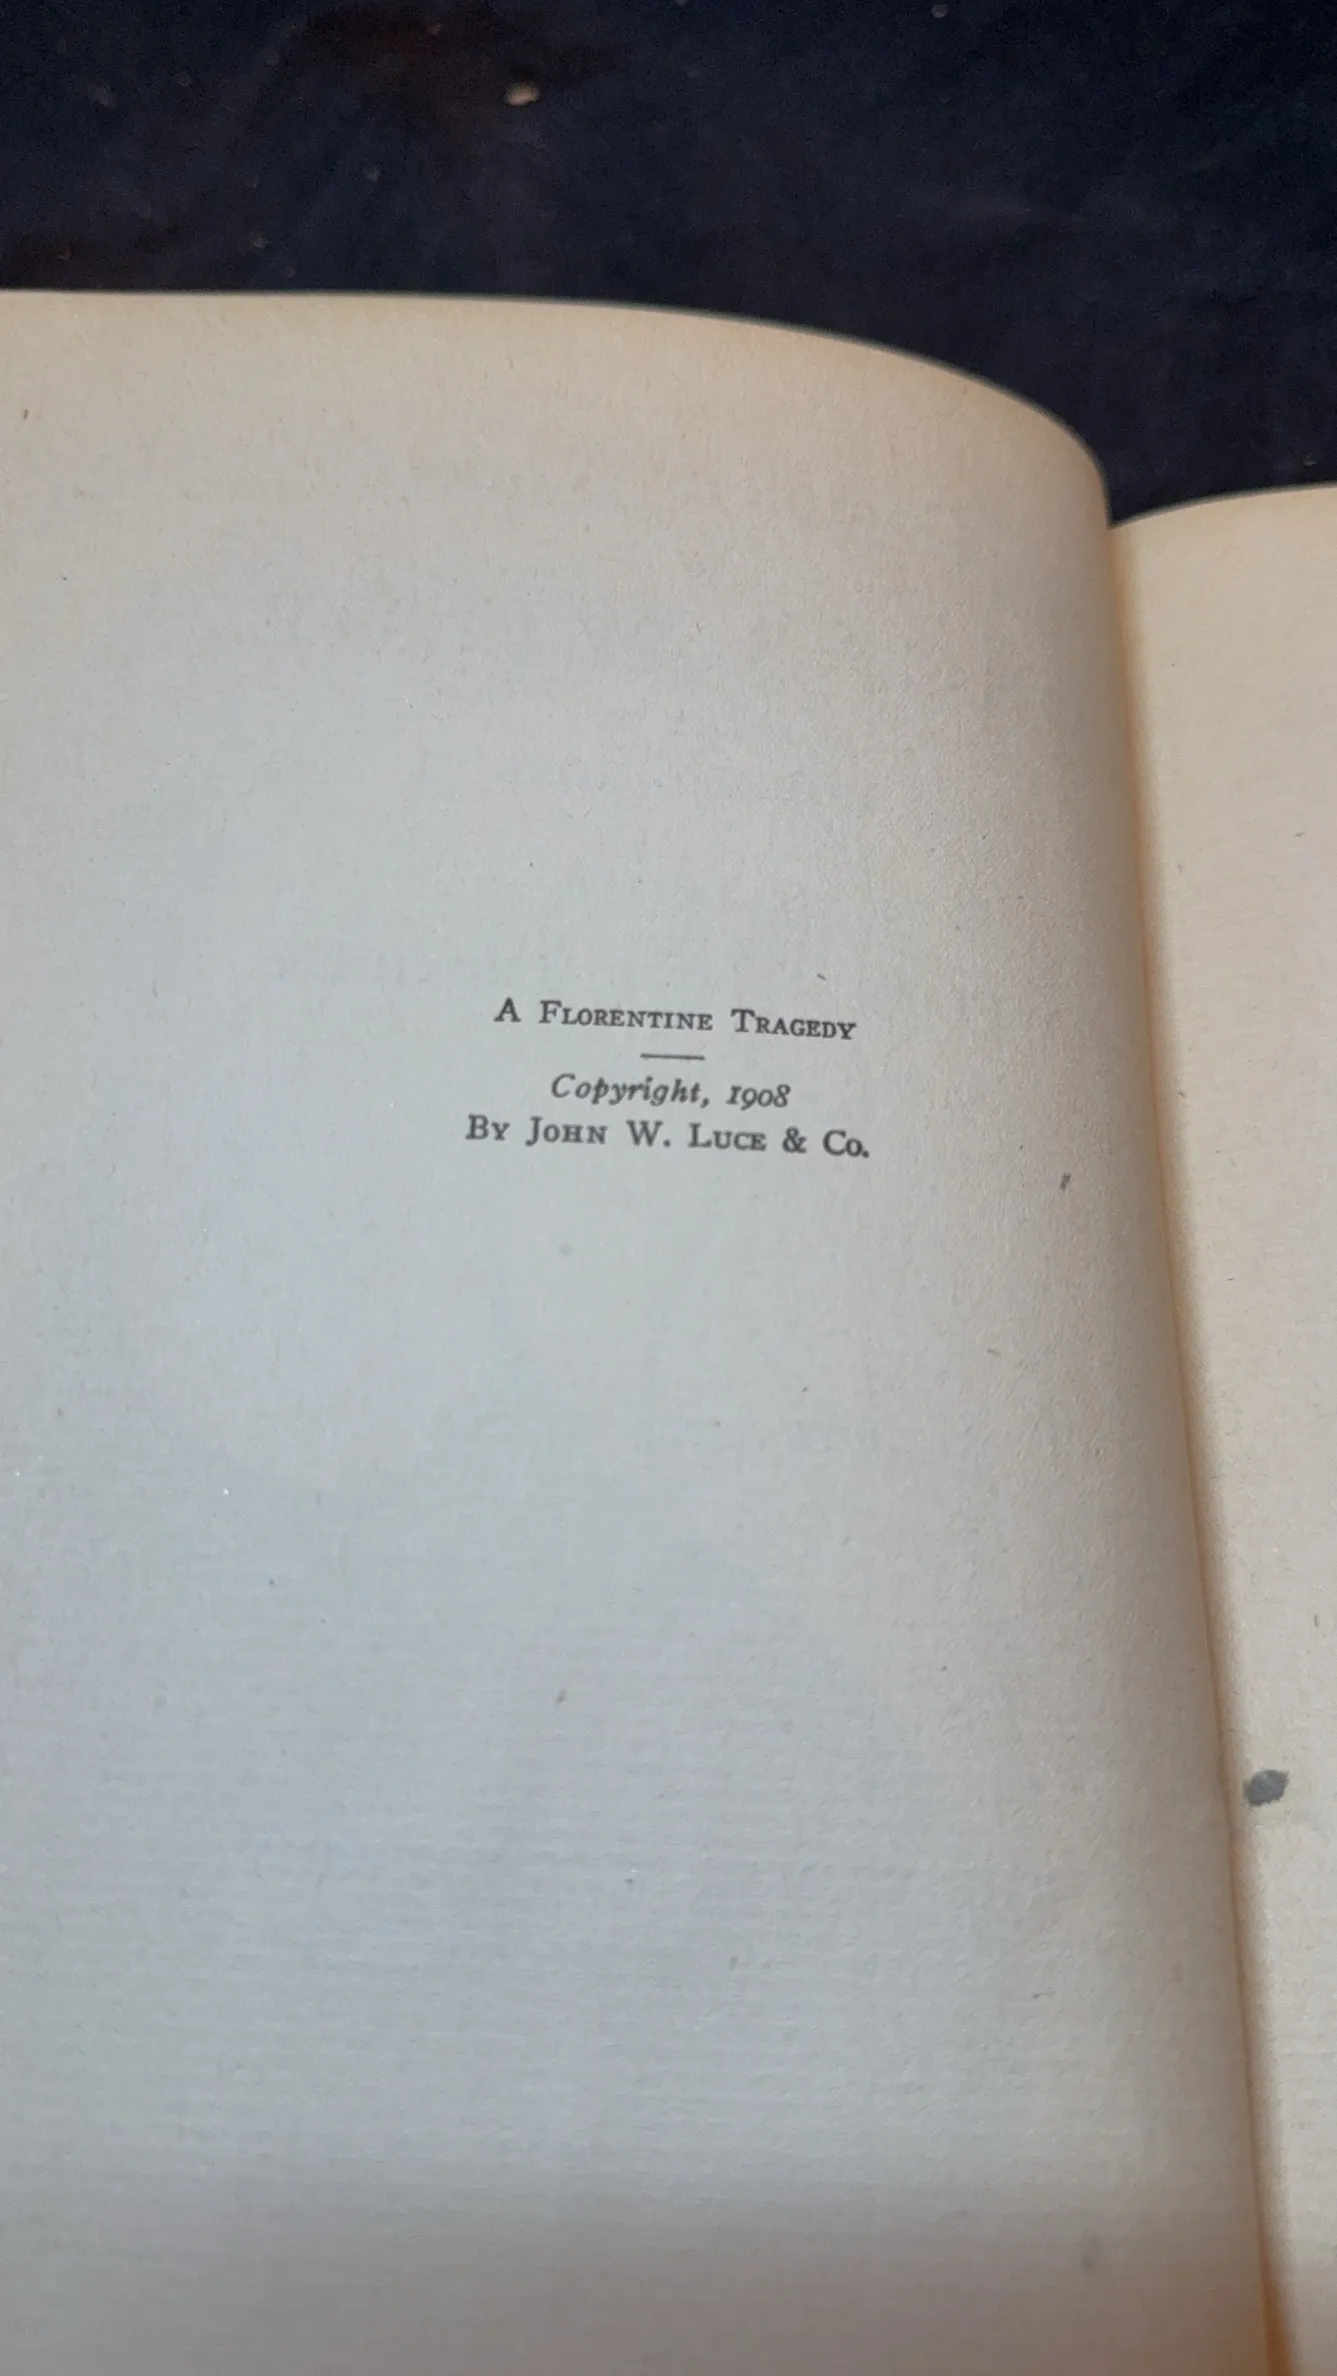 A Florentine Tragedy
Copyright, 1908
By John W. Luce & Co.